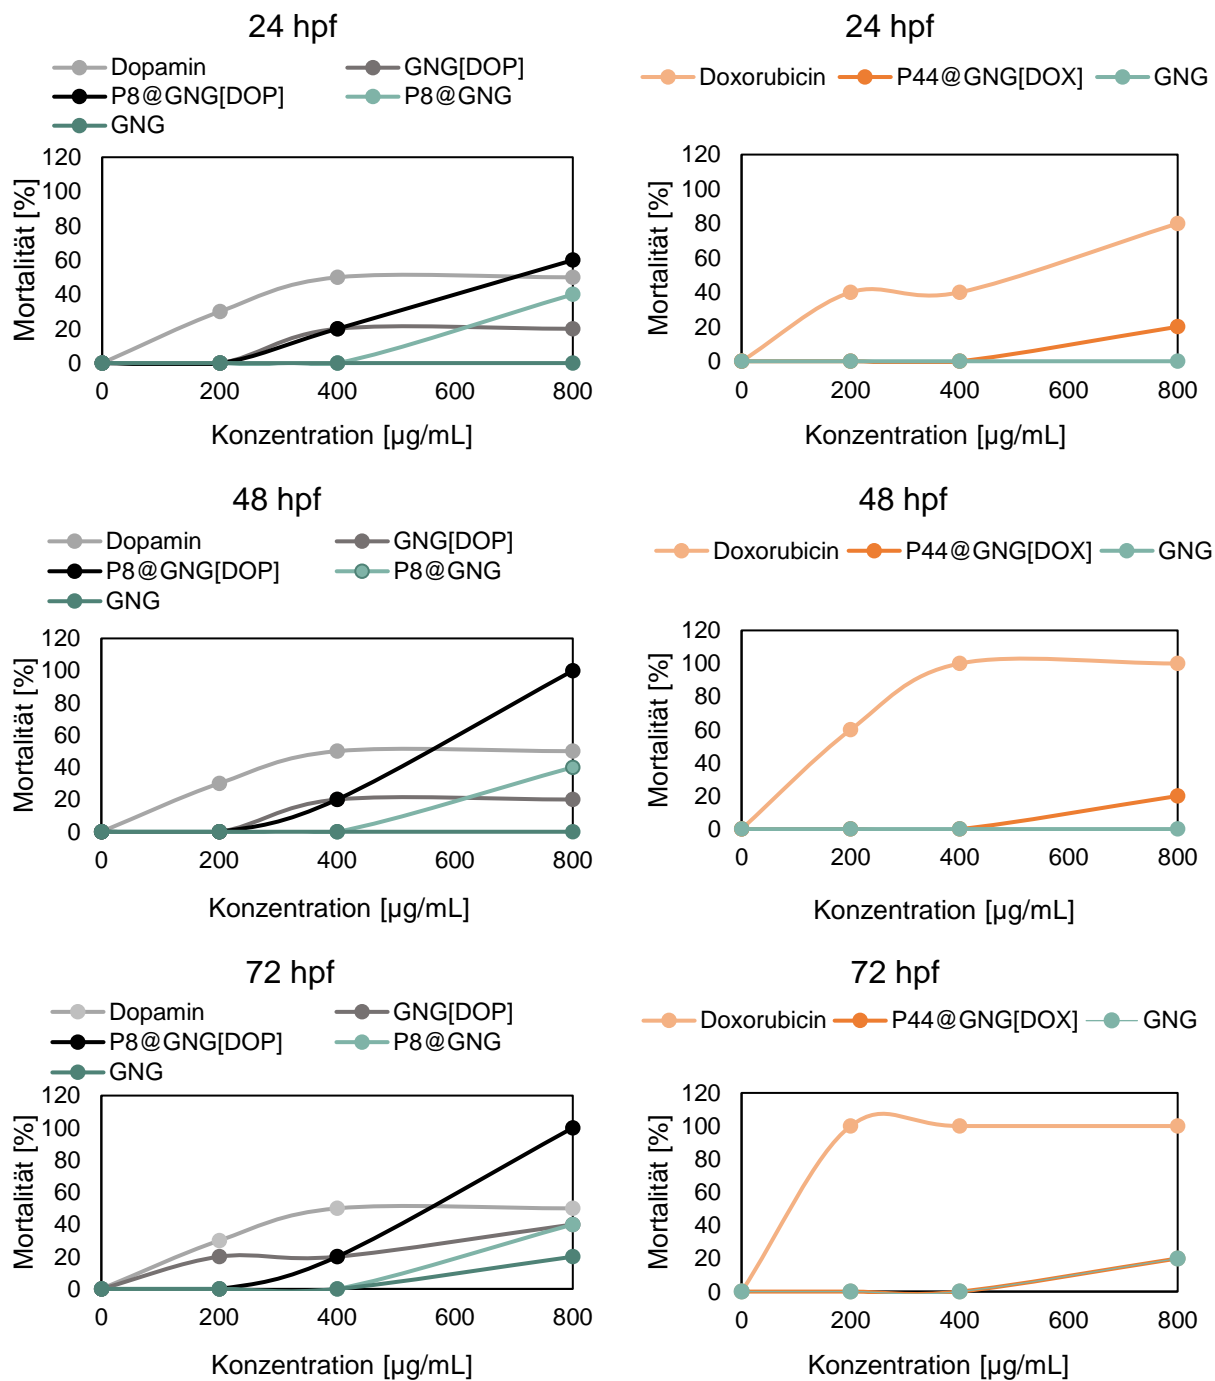 24 hpf
Dopamin GNG[DOP]
P8@GNG[DOP] P8@GNG
GNG
120
100
80
60
40
20
0
0 200 400 600 800
Mortalität [%]
Konzentration [µg/mL]
24 hpf
Doxorubicin P44@GNG[DOX] GNG
120
100
80
60
40
20
0
0 200 400 600 800
Mortalität [%]
Konzentration [µg/mL]
48 hpf
Dopamin GNG[DOP]
P8@GNG[DOP] P8@GNG
GNG
120
100
80
60
40
20
0
0 200 400 600 800
Mortalität [%]
Konzentration [µg/mL]
48 hpf
Doxorubicin P44@GNG[DOX] GNG
120
100
80
60
40
20
0
0 200 400 600 800
Mortalität [%]
Konzentration [µg/mL]
72 hpf
Dopamin GNG[DOP]
P8@GNG[DOP] P8@GNG
GNG
120
100
80
60
40
20
0
0 200 400 600 800
Mortalität [%]
Konzentration [µg/mL]
72 hpf
Doxorubicin P44@GNG[DOX] GNG
120
100
80
60
40
20
0
0 200 400 600 800
Mortalität [%]
Konzentration [µg/mL]